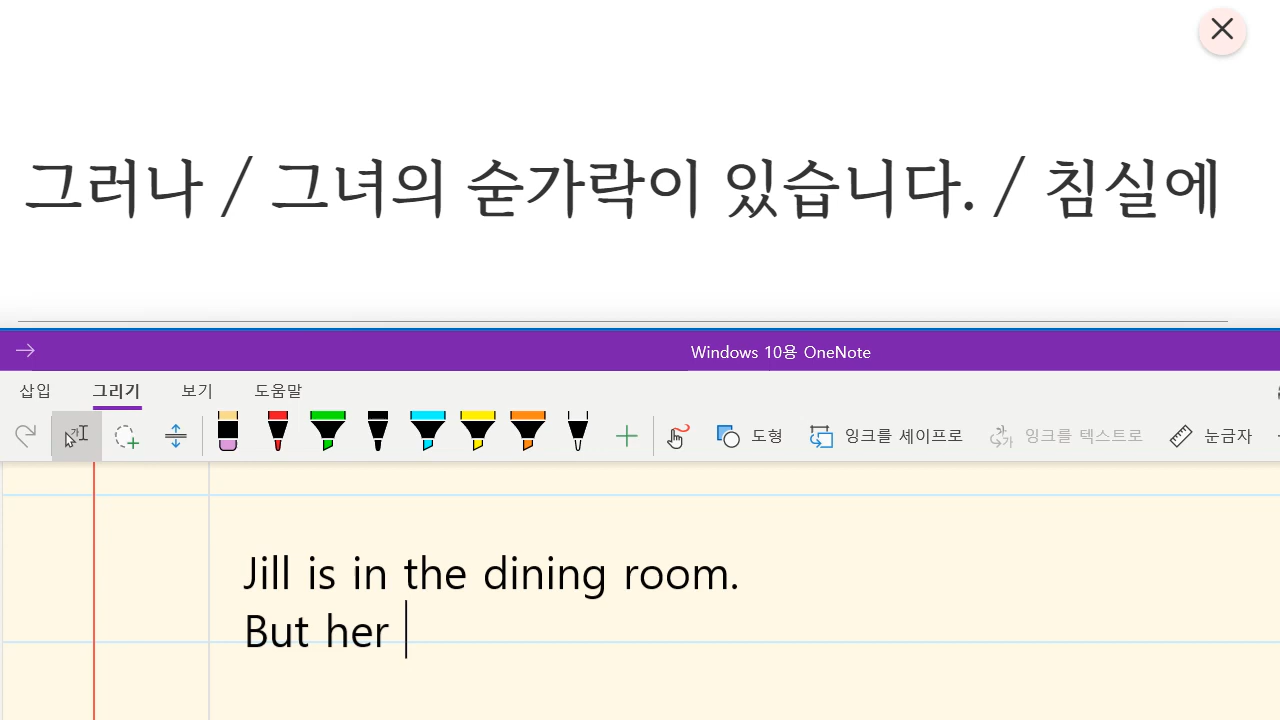 그러나 / 그녀의 숟가락이 있습니다. / 침실에
Windows 10용 OneNote
삽입 그리기 보기 도움말
가 도형 잉크를 셰이프로 가 잉크를 텍스트로 눈금자
Jill is in the dining room.
But her